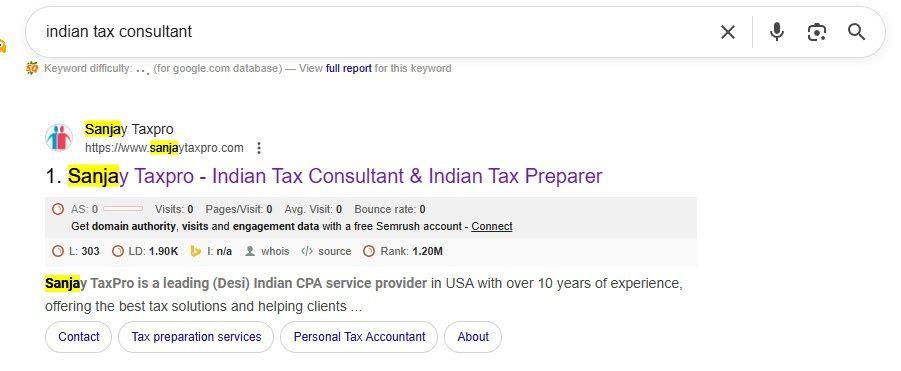 indian tax consultant
Keyword difficulty: . . . (for google.com database) — View full report for this keyword
Sanjay Taxpro
https://www.sanjaytaxpro.com
1. Sanjay Taxpro - Indian Tax Consultant & Indian Tax Preparer
AS: 0 Visits: 0 Pages/Visit: 0 Avg. Visit: 0 Bounce rate: 0
Get domain authority, visits and engagement data with a free Semrush account - Connect
L: 303 LD: 1.90K I: n/a whois </> source Rank: 1.20M
Sanjay TaxPro is a leading (Desi) Indian CPA service provider in USA with over 10 years of experience,
offering the best tax solutions and helping clients ...
Contact Tax preparation services Personal Tax Accountant About